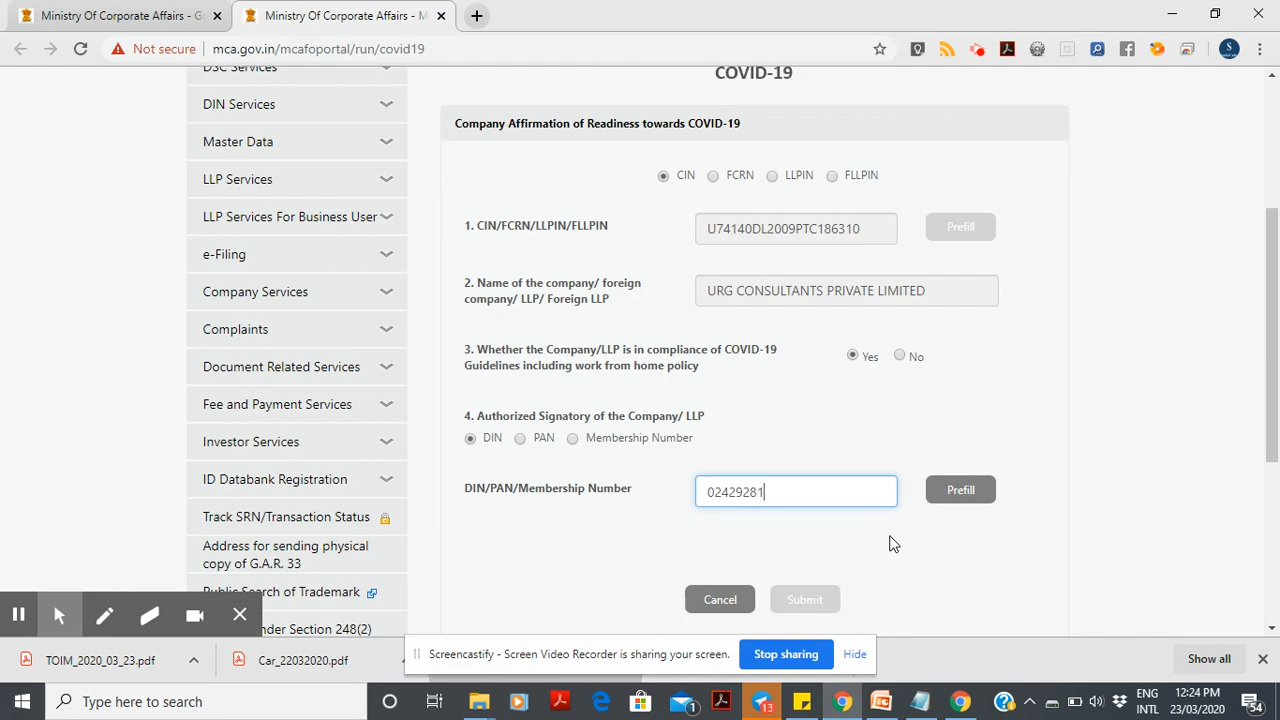 Ministry Of Corporate Affairs - G
Ministry Of Corporate Affairs - M
Not secure
mca.gov.in/mcafoportal/run/covid19
DSC Services
DIN Services
Master Data
LLP Services
LLP Services For Business User
e-Filing
Company Services
Complaints
Document Related Services
Fee and Payment Services
Investor Services
ID Databank Registration
Track SRN/Transaction Status
Address for sending physical
copy of G.A.R. 33
Public Search of Trademark
nder Section 248(2)
COVID-19
Company Affirmation of Readiness towards COVID-19
CIN FCRN LLPIN FLLPIN
1. CIN/FCRN/LLPIN/FLLPIN
U74140DL2009PTC186310
Prefill
2. Name of the company/ foreign
company/ LLP/ Foreign LLP
URG CONSULTANTS PRIVATE LIMITED
3. Whether the Company/LLP is in compliance of COVID-19
Guidelines including work from home policy
Yes No
4. Authorized Signatory of the Company/ LLP
DIN PAN Membership Number
DIN/PAN/Membership Number
02429281
Prefill
Cancel Submit
Screencastify - Screen Video Recorder is sharing your screen.
Stop sharing
Hide
TOIM_2020_03_23.pdf
Car_22032020.pdf
Show all
Type here to search
1
13
ENG
INTL
12:24 PM
23/03/2020
54